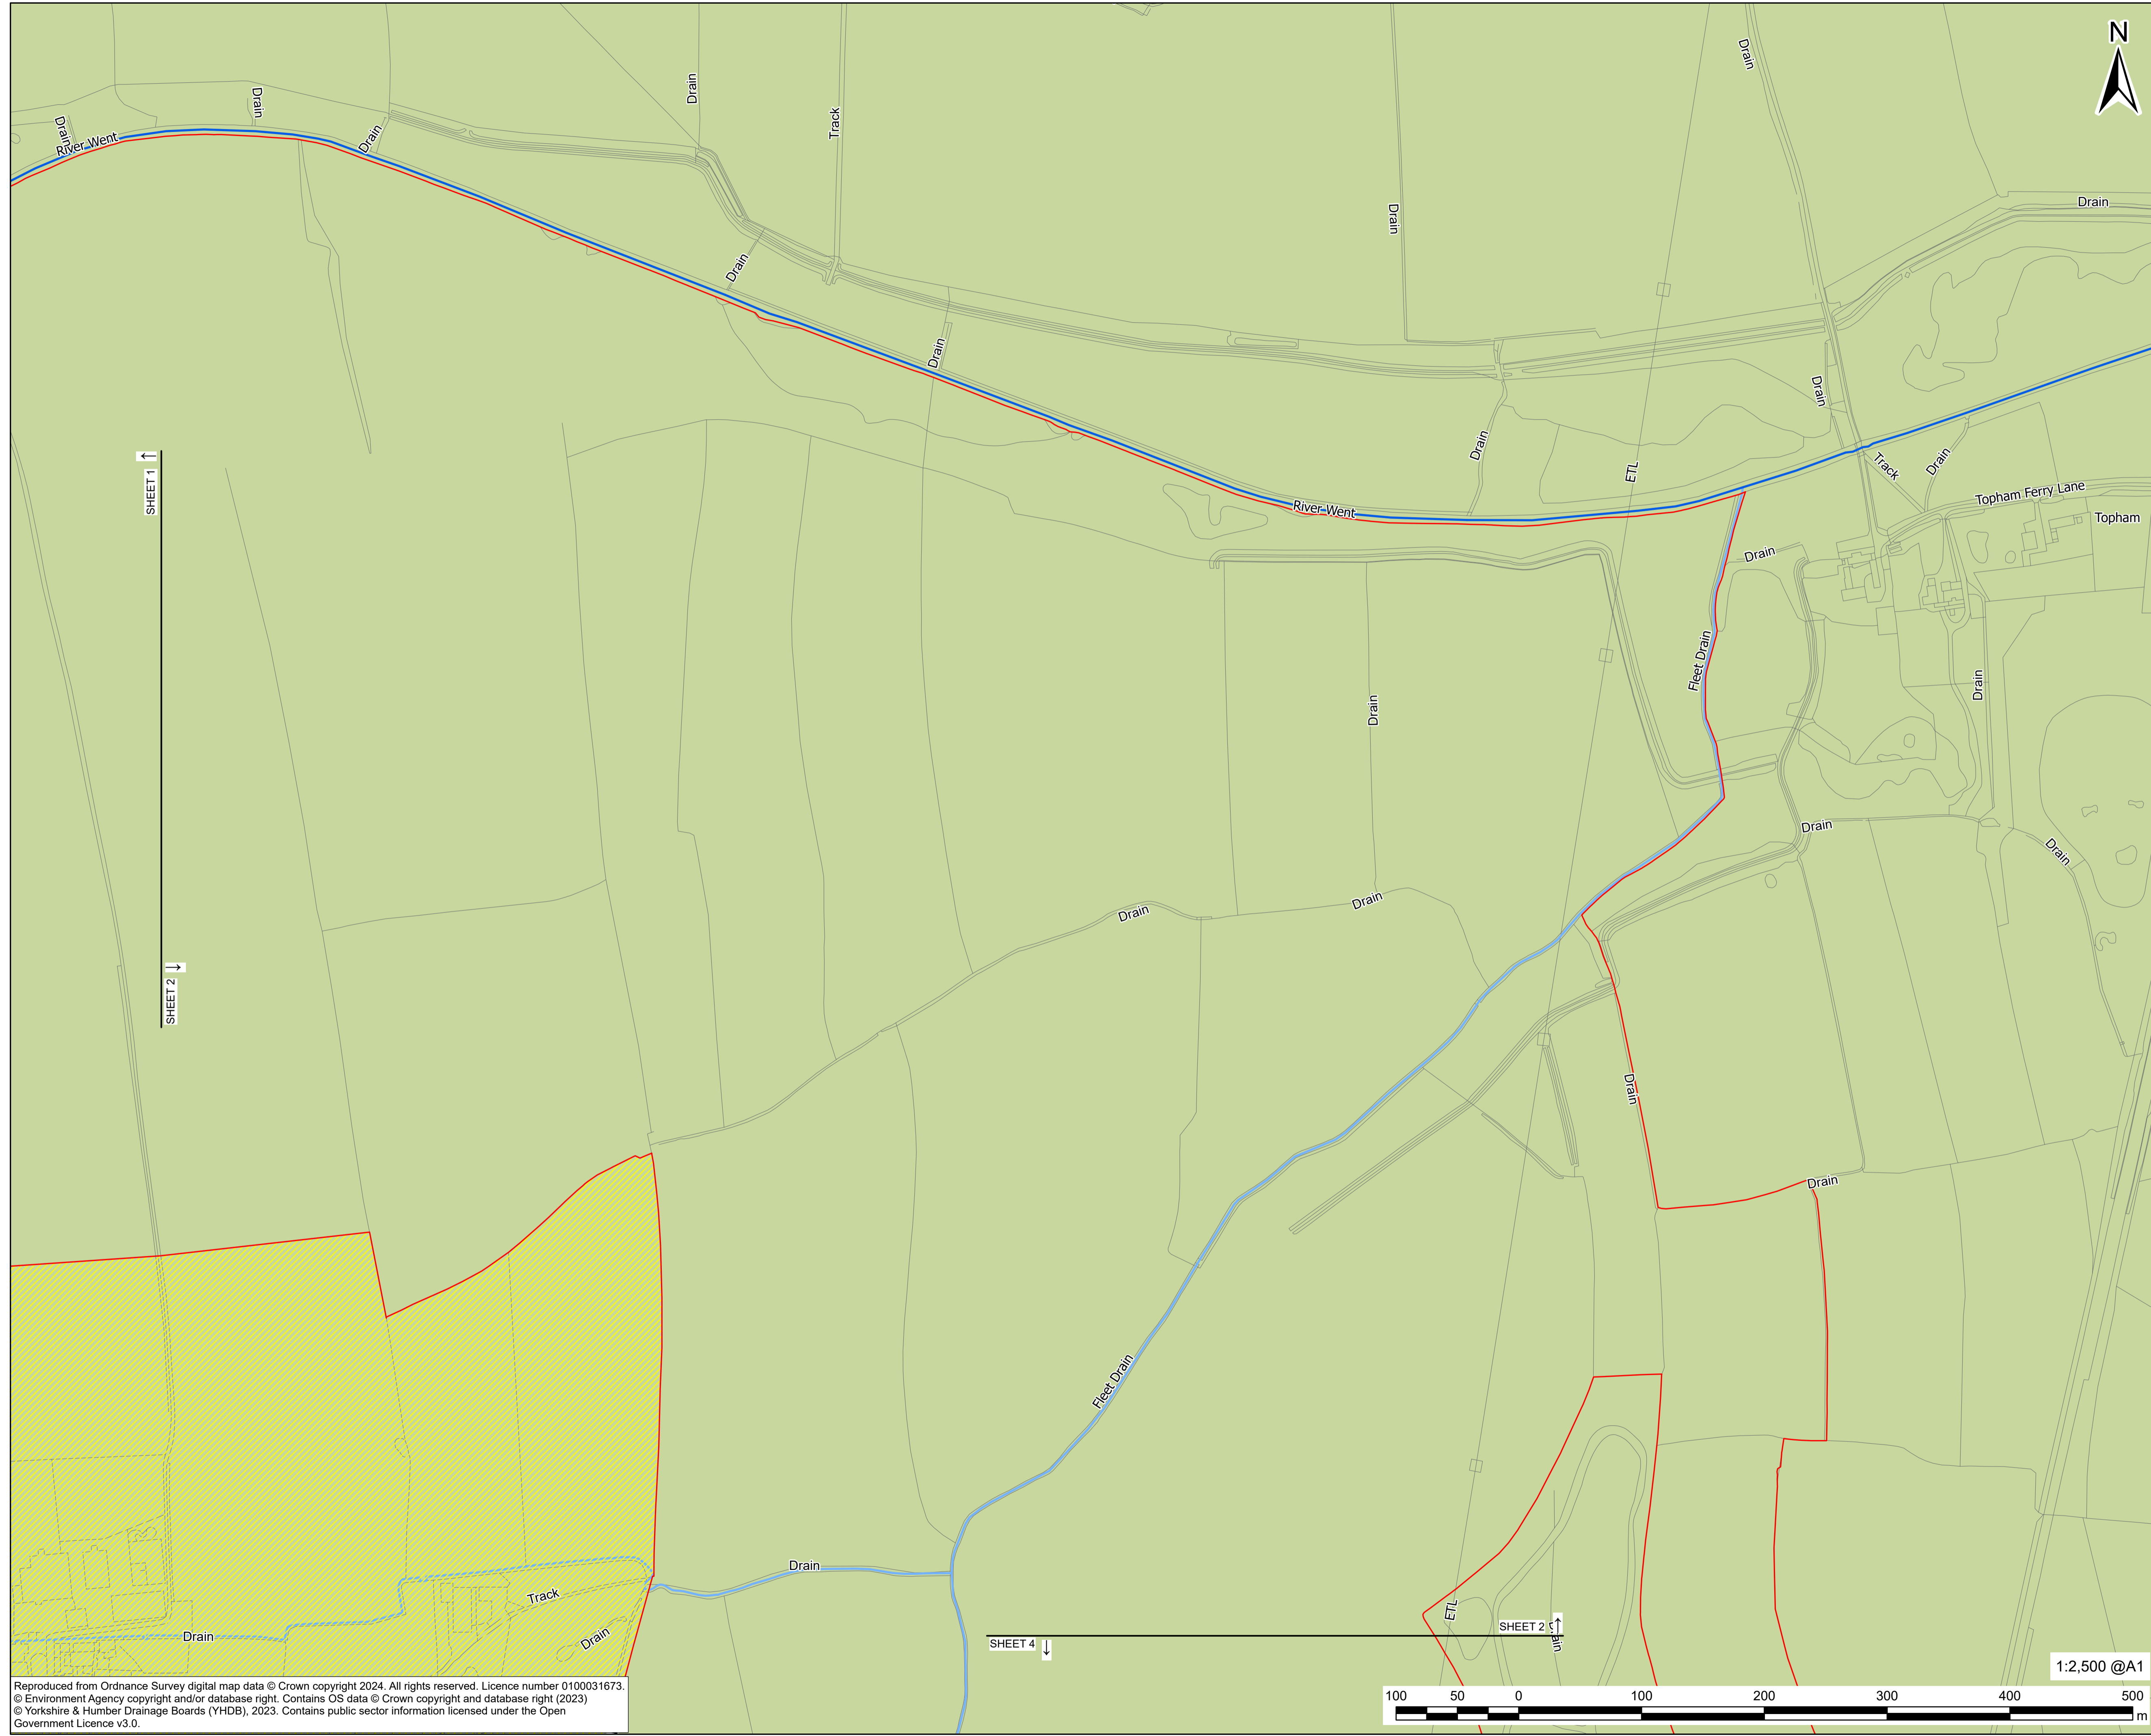 N
Drain
Drain
Drain
Track
Drain
River Went
Drain
Drain
Drain
Drain
Drain
Drain
Drain
SHEET 1 ←
Drain
ETL
Track
Drain
Topham Ferry Lane
River Went
Topham
Drain
Fleet Drain
Drain
Drain
Drain
Drain
Drain
Drain
SHEET 2 →
Drain
Drain
Fleet Drain
Drain
Track
ETL
Drain
Drain
SHEET 2 ↑
Drain
SHEET 4 ↓
1:2,500 @A1
100 50 0 100 200 300 400 500
m
Reproduced from Ordnance Survey digital map data © Crown copyright 2024. All rights reserved. Licence number 0100031673.
© Environment Agency copyright and/or database right. Contains OS data © Crown copyright and database right (2023)
© Yorkshire & Humber Drainage Boards (YHDB), 2023. Contains public sector information licensed under the Open
Government Licence v3.0.